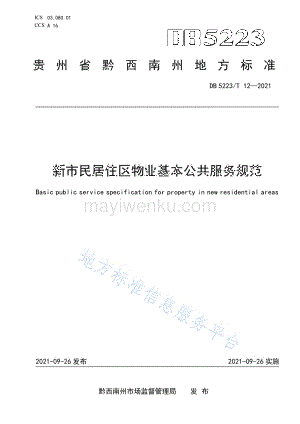 ICS 03.080.01
CCS A 16
DB5223
贵州省黔西南州地方标准
DB 5223/T 12—2021
新市民居住区物业基本公共服务规范
Basic public service specification for property in new residential areas
www.mayiwenku.com
mayiwenku.com
地方标准信息服务平台
2021-09-26 发布
2021-09-26 实施
黔西南州市场监督管理局 发布